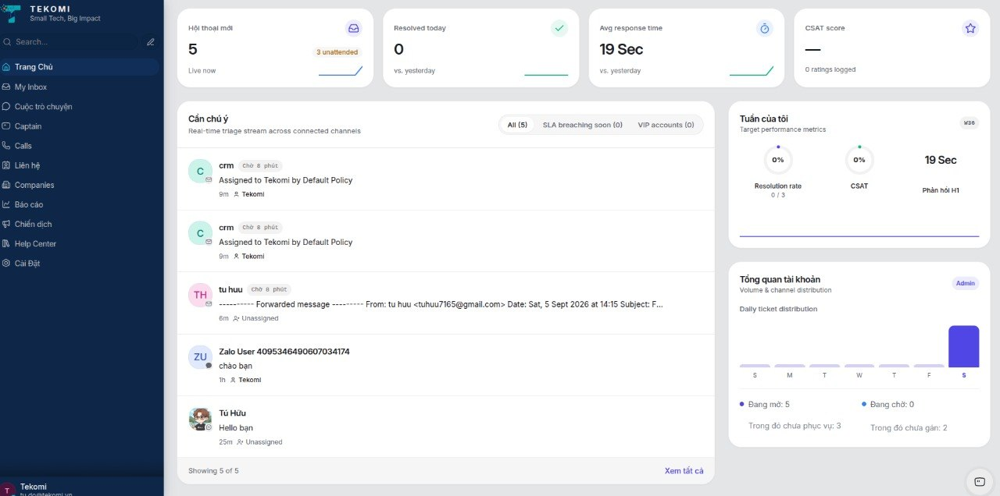 TEKOMI
Small Tech, Big Impact
Search...
Trang Chủ
My Inbox
Cuộc trò chuyện
Captain
Calls
Liên hệ
Companies
Báo cáo
Chiến dịch
Help Center
Cài Đặt
T
Tekomi
tu.do@tekomi.vn
Hội thoại mới
5
3 unattended
Live now
Resolved today
0
vs. yesterday
Avg response time
19 Sec
vs. yesterday
CSAT score
—
0 ratings logged
Cần chú ý
Real-time triage stream across connected channels
All (5) SLA breaching soon (0) VIP accounts (0)
C
crm Chờ 8 phút
Assigned to Tekomi by Default Policy
9m Tekomi
C
crm Chờ 8 phút
Assigned to Tekomi by Default Policy
9m Tekomi
TH
tu huu Chờ 8 phút
---------- Forwarded message --------- From: tu huu <tuhuu7165@gmail.com> Date: Sat, 5 Sept 2026 at 14:15 Subject: F...
6m Unassigned
ZU
Zalo User 4095346490607034174
chào bạn
1h Tekomi
Tú Hữu
Hello bạn
25m Unassigned
Showing 5 of 5
Xem tất cả
Tuần của tôi
W36
Target performance metrics
0% 0% 19 Sec
Resolution rate CSAT Phản hồi H1
0 / 3
Tổng quan tài khoản
Admin
Volume & channel distribution
Daily ticket distribution
S M T W T F S
Đang mở: 5 Đang chờ: 0
Trong đó chưa phục vụ: 3 Trong đó chưa gán: 2